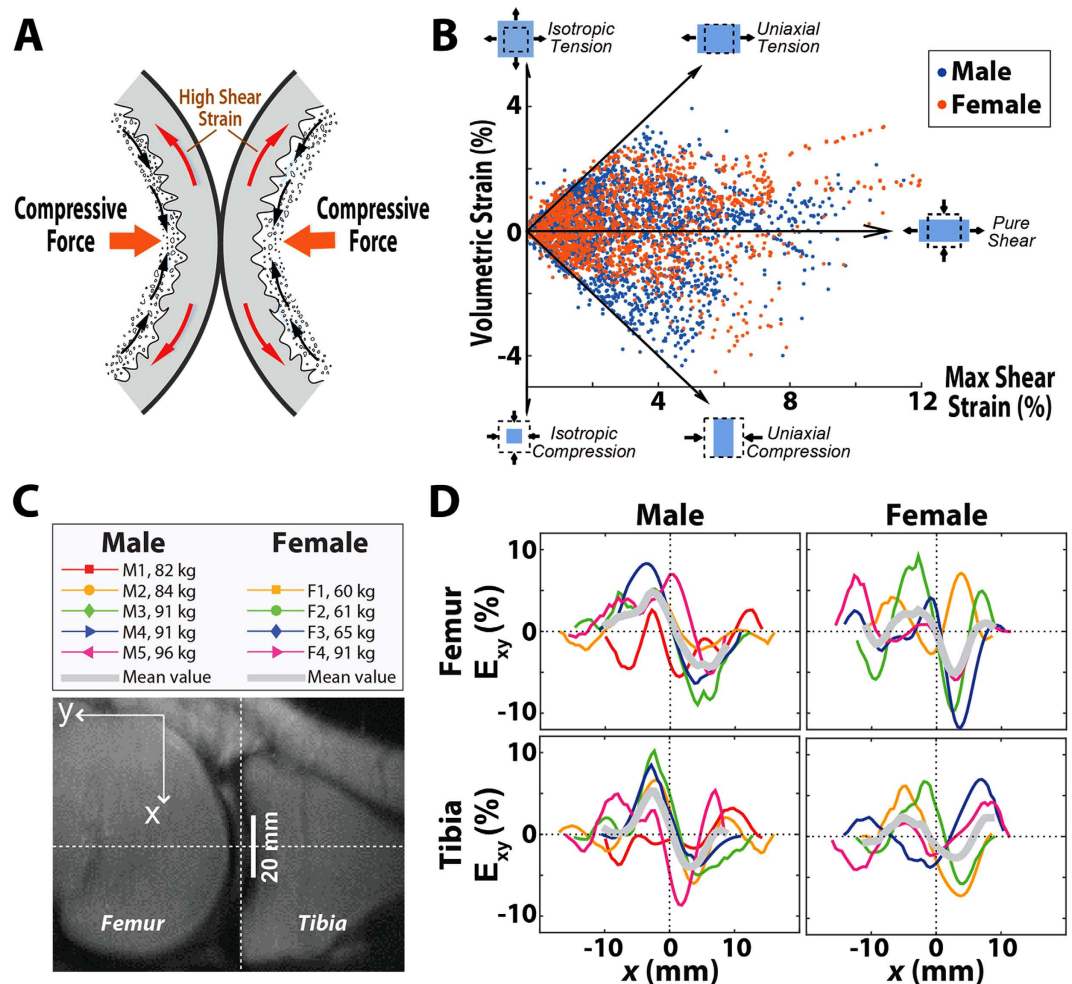 A
High Shear
Strain
Compressive
Force
Compressive
Force
B
Isotropic
Tension
Uniaxial
Tension
Male
Female
Volumetric Strain (%)
4
0
-4
Pure
Shear
4
8
12
Max Shear
Strain (%)
Isotropic
Compression
Uniaxial
Compression
C
Male
Female
M1, 82 kg
M2, 84 kg
F1, 60 kg
M3, 91 kg
F2, 61 kg
M4, 91 kg
F3, 65 kg
M5, 96 kg
F4, 91 kg
Mean value
Mean value
y
x
20 mm
Femur
Tibia
D
Male
Female
Femur
Exy (%)
10
0
-10
Tibia
Exy (%)
10
0
-10
-10
0
10
-10
0
10
x (mm)
x (mm)